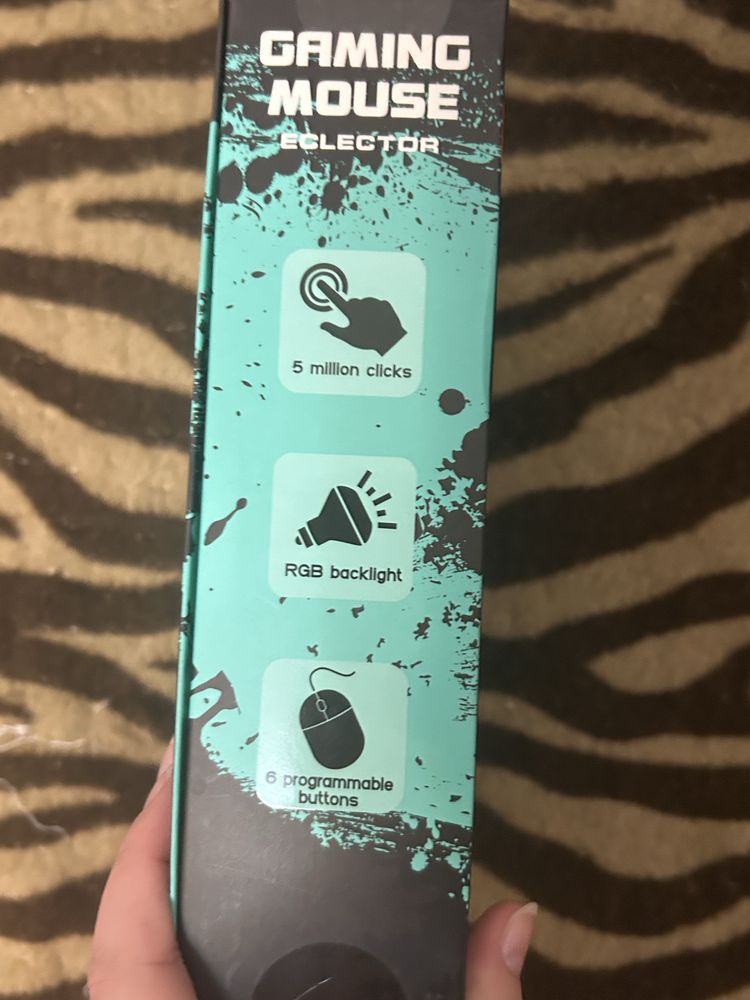 GAMING
MOUSE
ECLECTOR
5 million clicks
RGB backlight
6 programmable
buttons